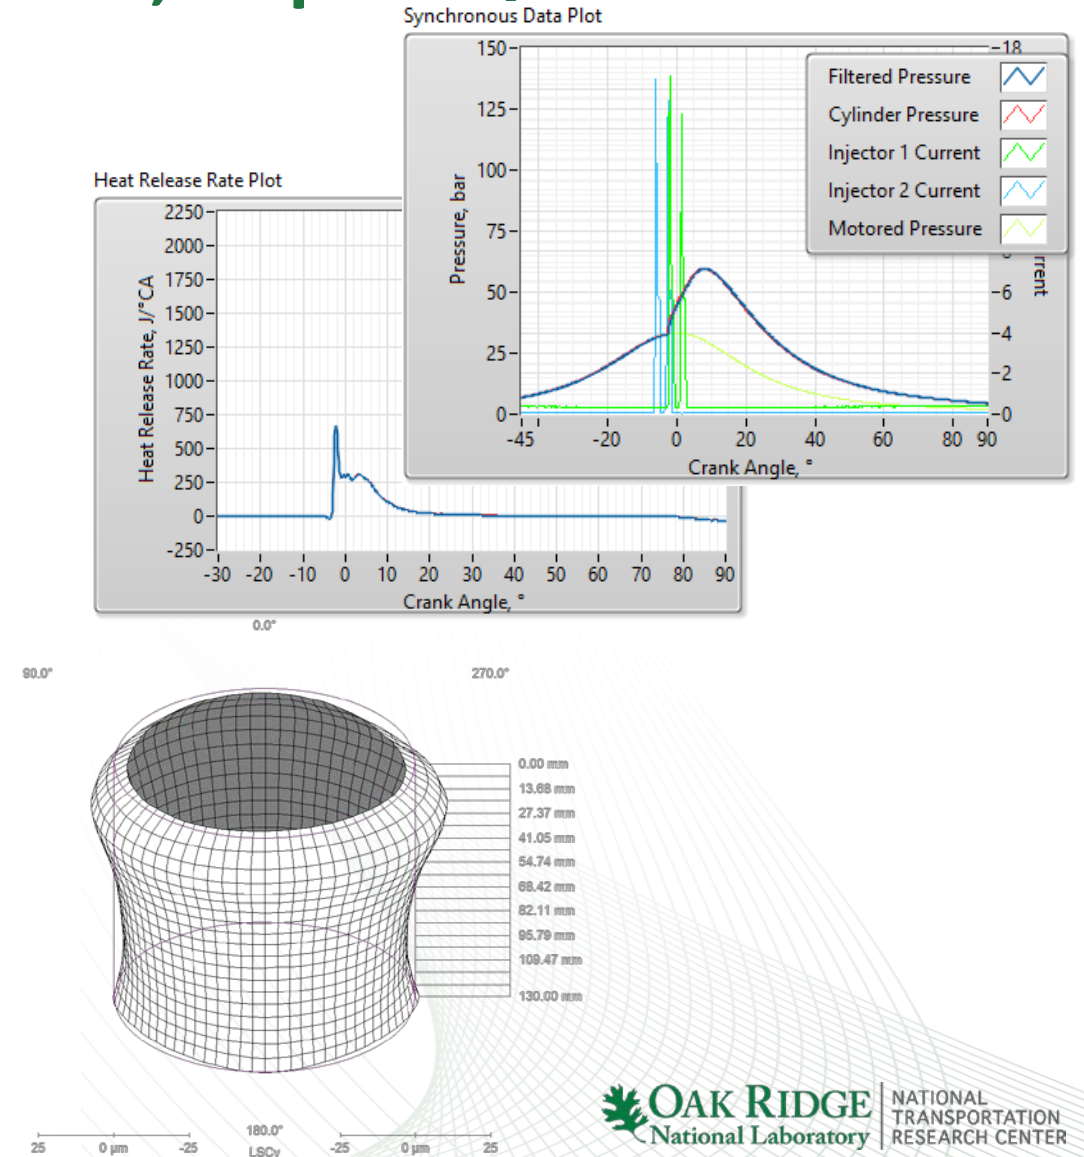 Synchronous Data Plot
150
125
100
75
50
25
0
Pressure, bar
18
6
4
2
0
rrent
Filtered Pressure
Cylinder Pressure
Injector 1 Current
Injector 2 Current
Motored Pressure
-45
-20
0
20
40
60
80
90
Crank Angle, °
Heat Release Rate Plot
2250
2000
1750
1500
1250
1000
750
500
250
0
-250
Heat Release Rate, J/°CA
-30
-20
-10
0
10
20
30
40
50
60
70
80
90
Crank Angle, °
0.0°
90.0°
270.0°
0.00 mm
13.68 mm
27.37 mm
41.05 mm
54.74 mm
68.42 mm
82.11 mm
95.79 mm
109.47 mm
130.00 mm
180.0°
25
0 µm
-25
LSCy
-25
0 µm
25
OAK RIDGE
National Laboratory
NATIONAL
TRANSPORTATION
RESEARCH CENTER